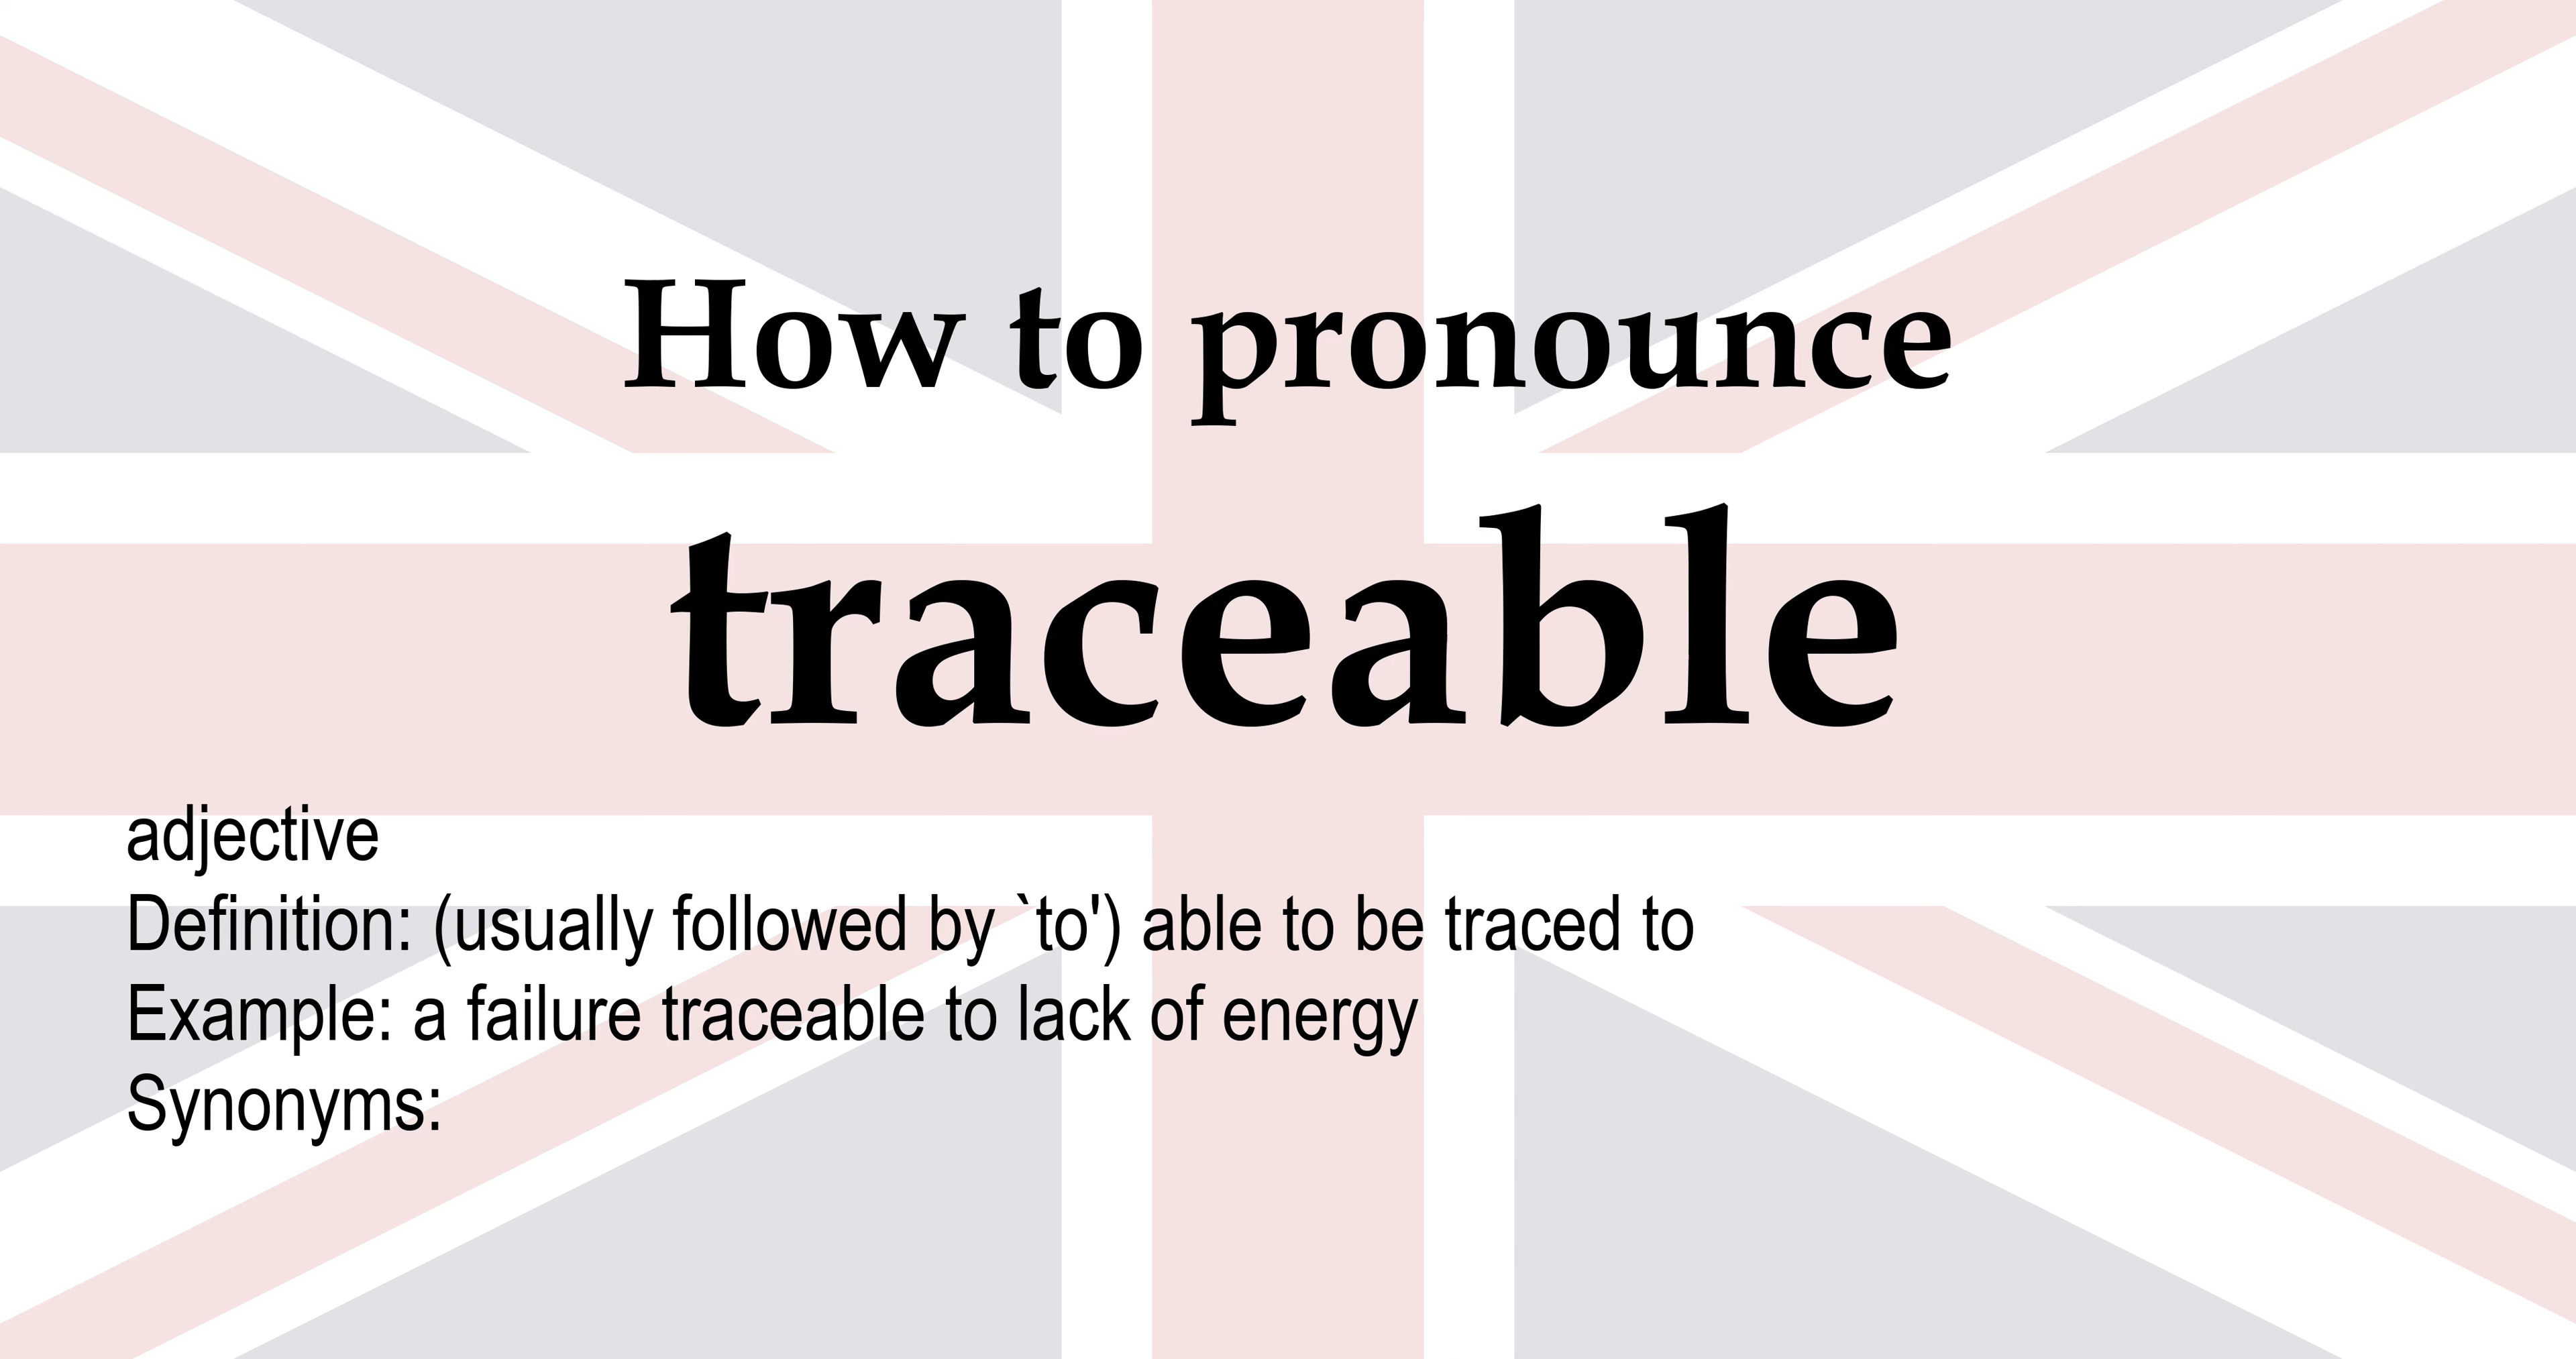 How to pronounce
traceable
adjective
Definition: (usually followed by `to') able to be traced to
Example: a failure traceable to lack of energy
Synonyms: